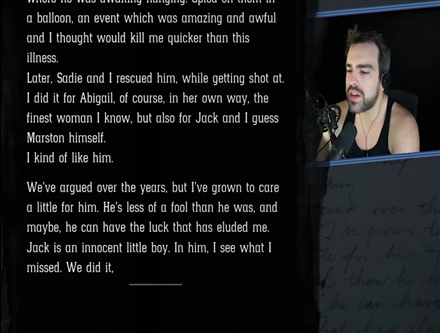 where he was awaiting hanging. Spied on them in
a balloon, an event which was amazing and awful
and I thought would kill me quicker than this
illness.
Later, Sadie and I rescued him, while getting shot at.
I did it for Abigail, of course, in her own way, the
finest woman I know, but also for Jack and I guess
Marston himself.
I kind of like him.
We've argued over the years, but I've grown to care
a little for him. He's less of a fool than he was, and
maybe, he can have the luck that has eluded me.
Jack is an innocent little boy. In him, I see what I
missed. We did it,